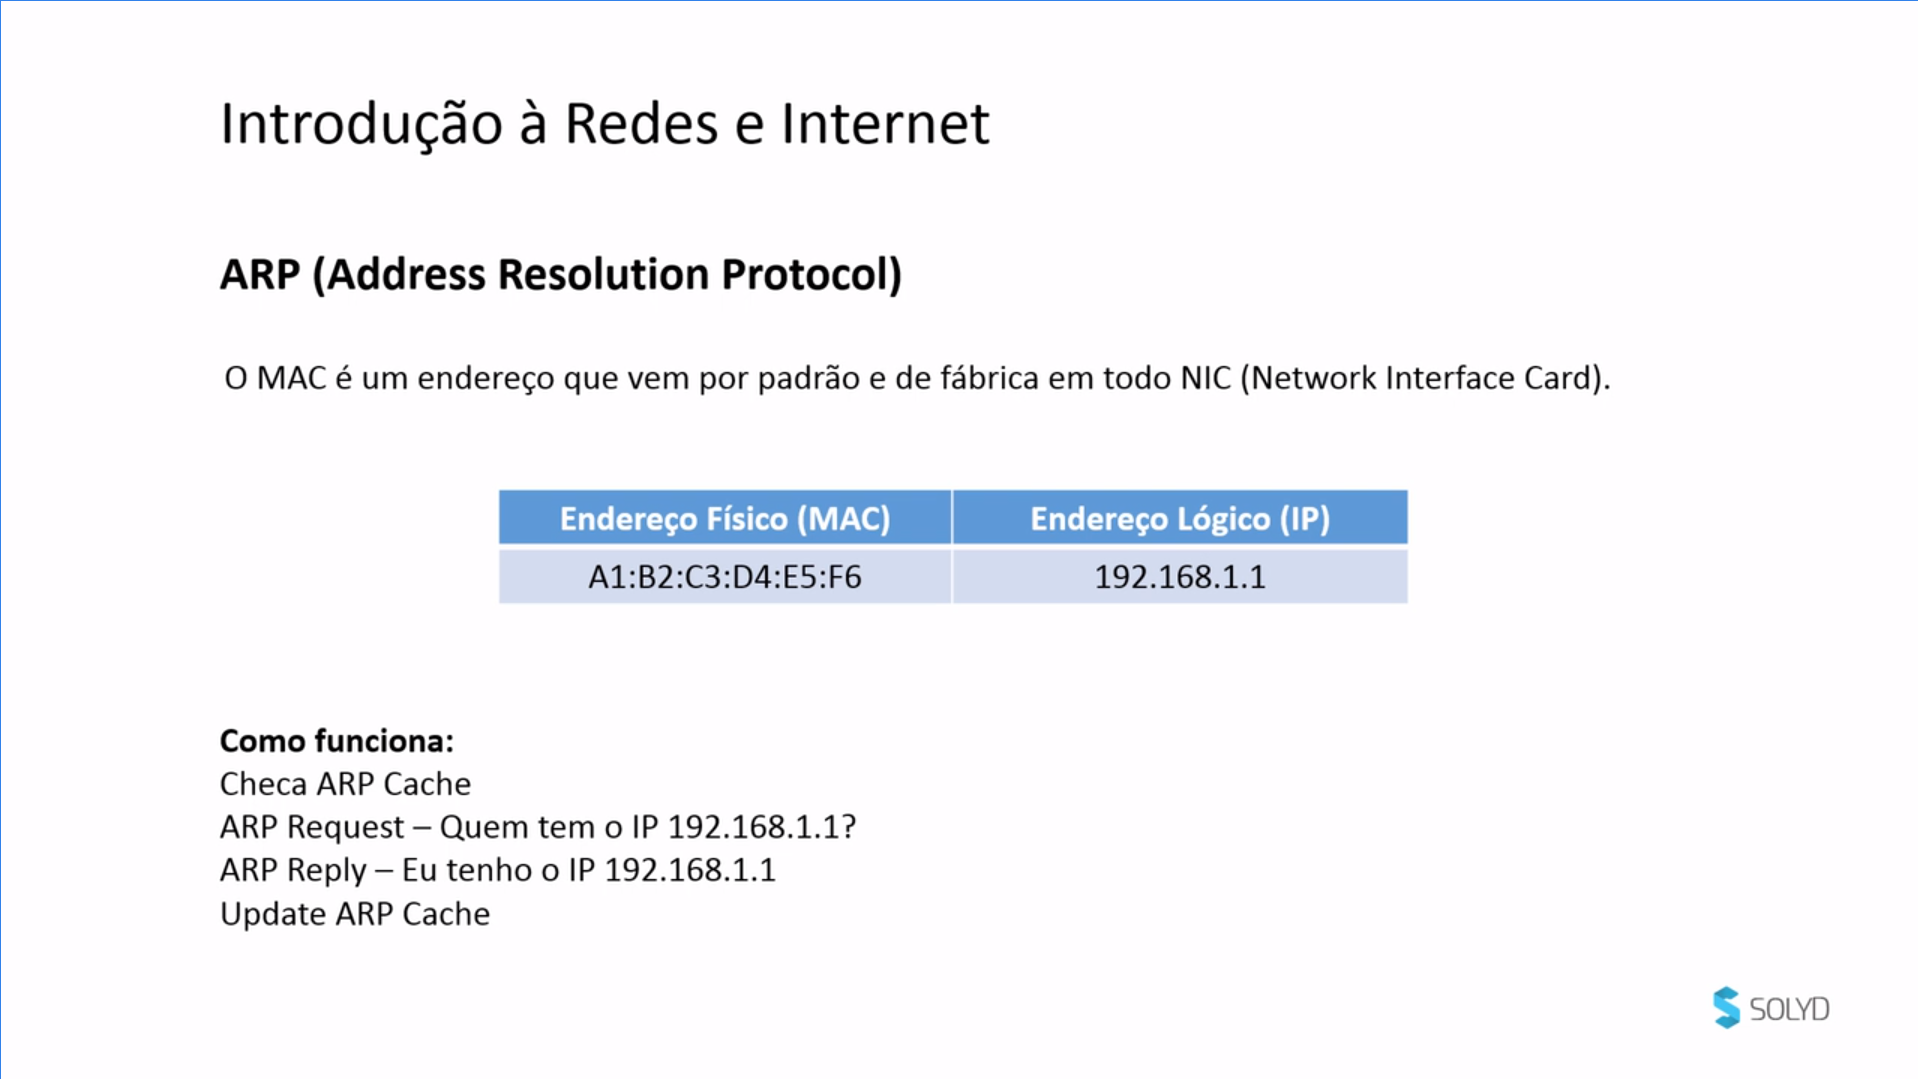 Introdução à Redes e Internet
ARP (Address Resolution Protocol)
O MAC é um endereço que vem por padrão e de fábrica em todo NIC (Network Interface Card).
Endereço Físico (MAC) Endereço Lógico (IP)
A1:B2:C3:D4:E5:F6 192.168.1.1
Como funciona:
Checa ARP Cache
ARP Request – Quem tem o IP 192.168.1.1?
ARP Reply – Eu tenho o IP 192.168.1.1
Update ARP Cache
SOLYD